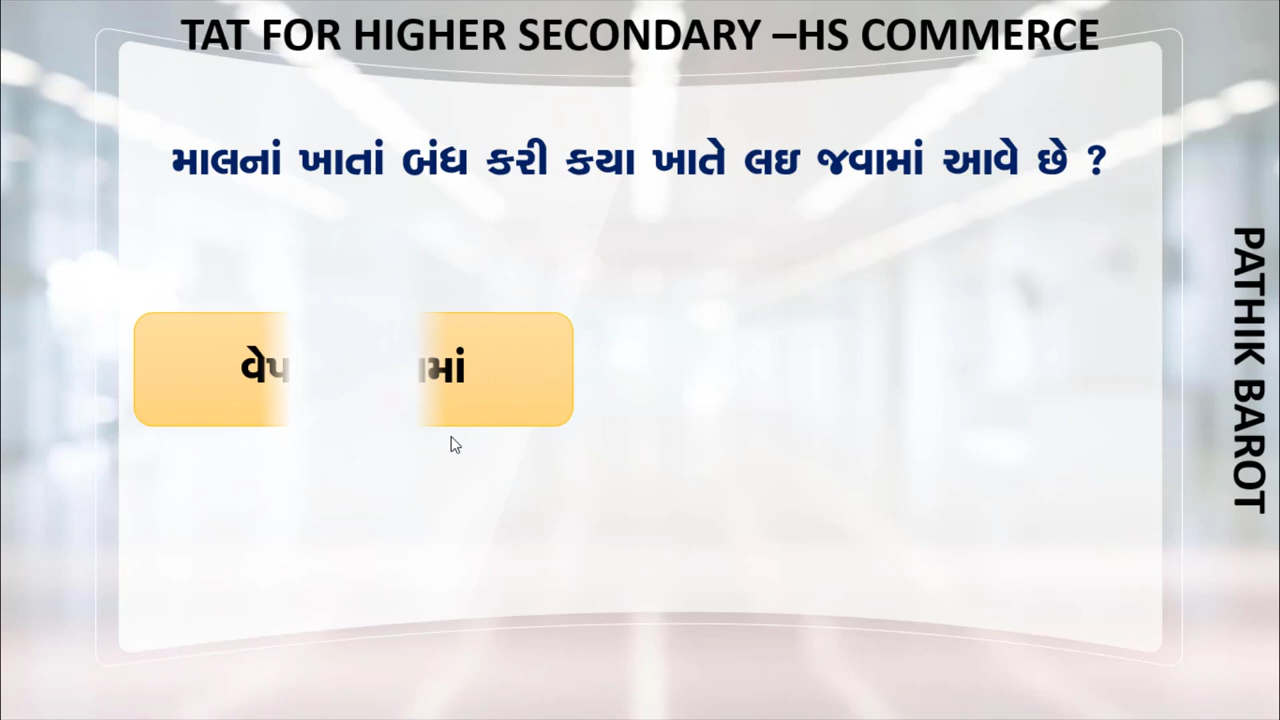 TAT FOR HIGHER SECONDARY –HS COMMERCE
માલનાં ખાતાં બંધ કરી કયા ખાતે લઇ જવામાં આવે છે ?
PATHIK BAROT